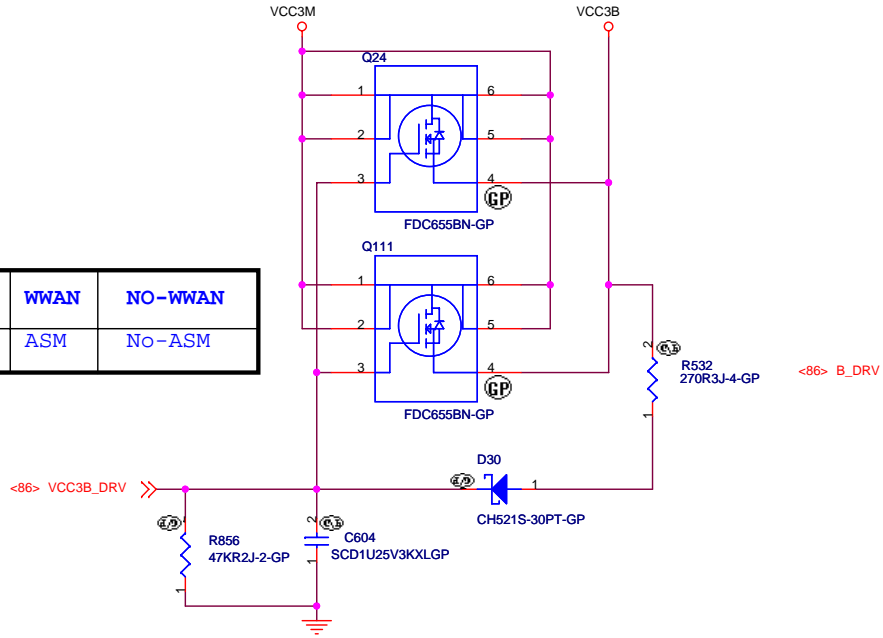 VCC3M
VCC3B
Q24
1
6
2
5
3
4
GP
FDC655BN-GP
Q111
1
6
2
5
3
4
GP
FDC655BN-GP
WWAN
NO-WWAN
ASM
No-ASM
2
R532
270R3J-4-GP
1
<86> B_DRV
D30
1
CH521S-30PT-GP
<86> VCC3B_DRV
R856
47KR2J-2-GP
1
2
C604
SCD1U25V3KXLGP
1